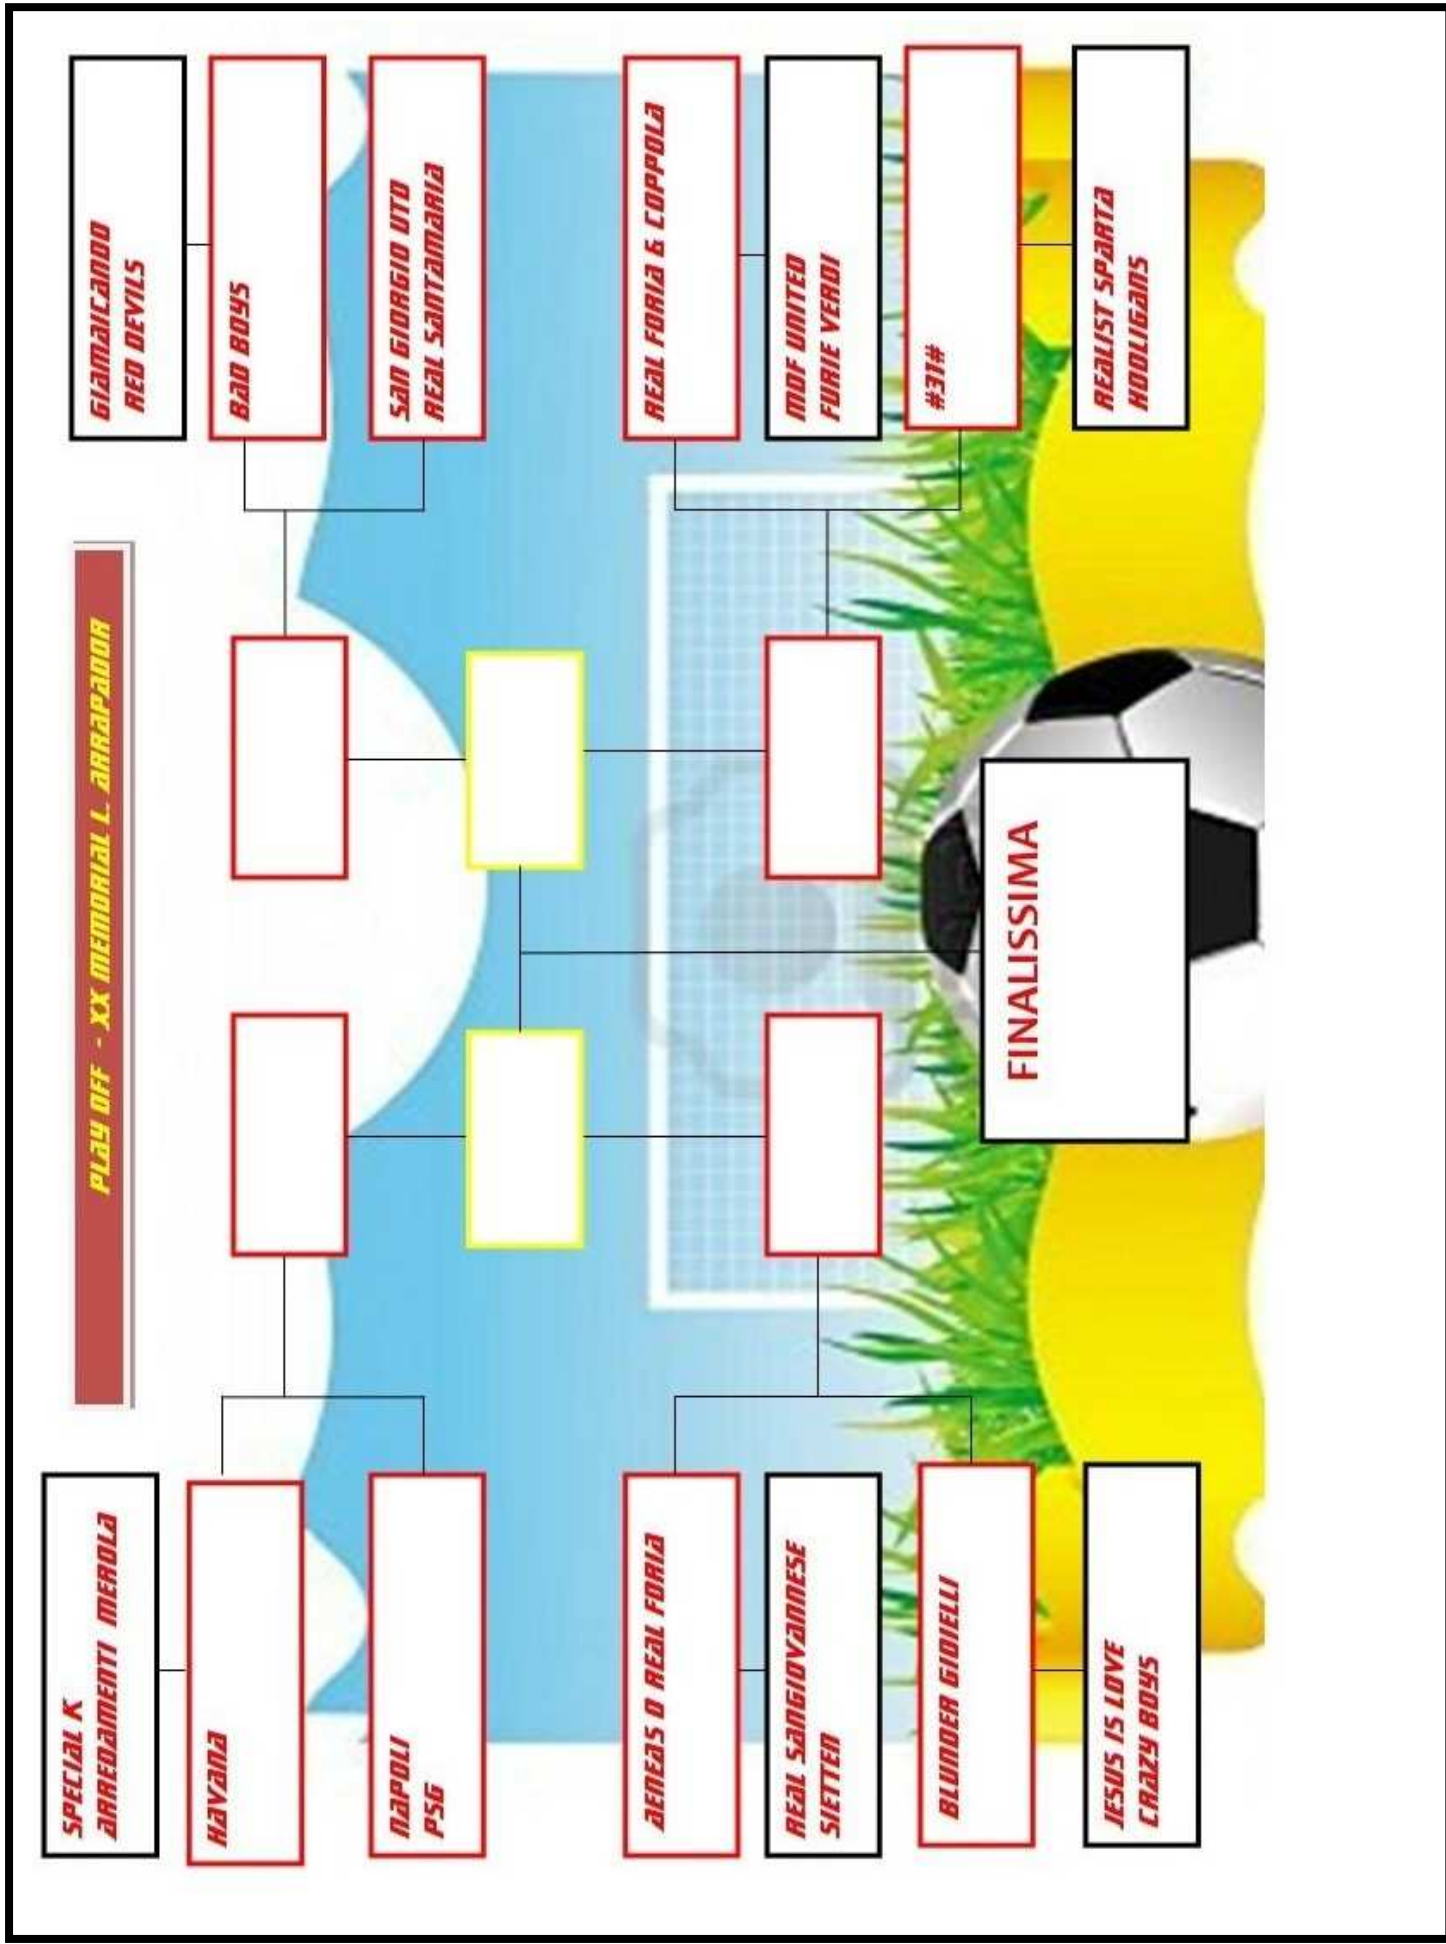 PLAY OFF - XX MEMORIAL L. ARRAPADOR
SPECIAL K
ARREDAMENTI MEROLA
HAVANA
NAPOLI
PSG
AENEAS O REAL FORIA
REAL SANGIOVANNESE
SIETTEN
BLUNDER GIOIELLI
JESUS IS LOVE
CRAZY BOYS
FINALISSIMA
GIAMAICANDO
RED DEVILS
BAD BOYS
SAN GIORGIO UTD
REAL SANTAMARIA
REAL FORIA & COPPOLA
MDF UNITED
FURIE VERDI
#31#
REALIST SPARTA
HOOLIGANS